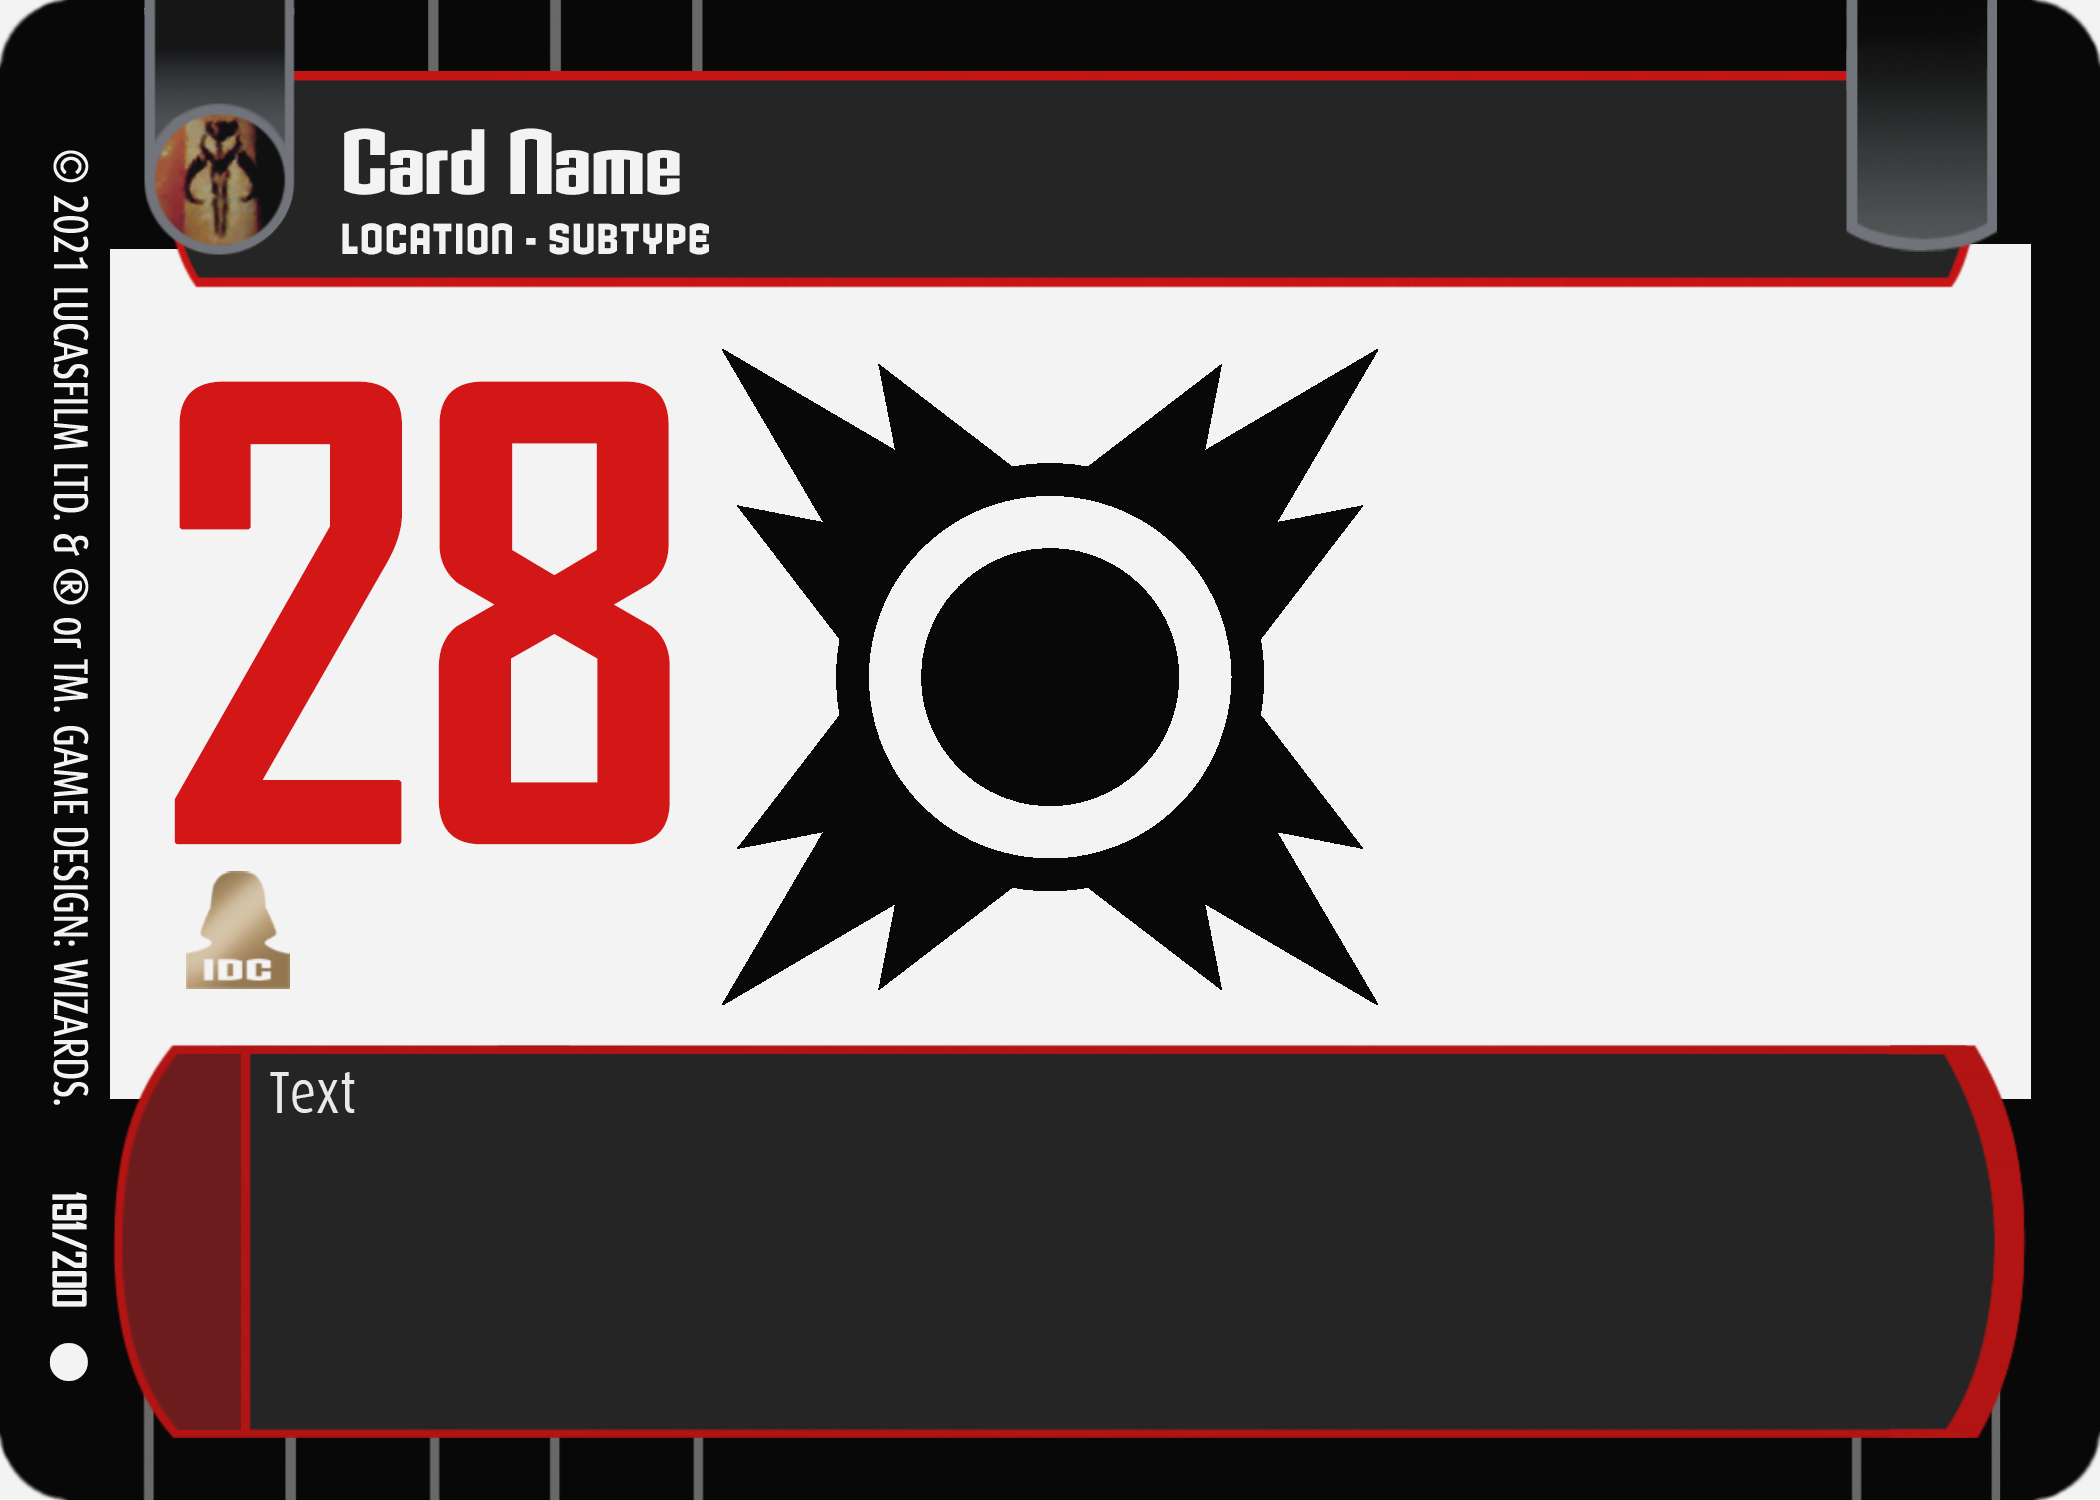 Card Name
LOCATION - SUBTYPE
28
IDC
Text
© 2021 LUCASFILM LTD. & ® or TM. GAME DESIGN: WIZARDS.
191/200